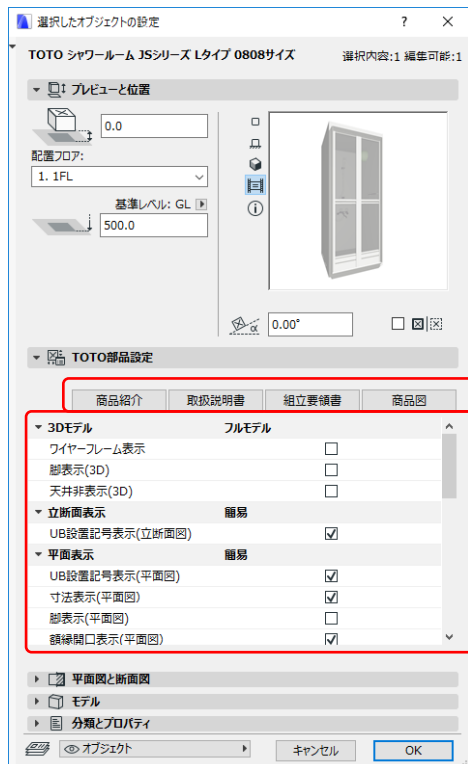 選択したオブジェクトの設定
TOTO シャワールーム JSシリーズ Lタイプ 0808サイズ 選択内容:1 編集可能:1
プレビューと位置
0.0
配置フロア:
1. 1FL
基準レベル: GL
500.0
α 0.00°
TOTO部品設定
商品紹介 取扱説明書 組立要領書 商品図
3Dモデル フルモデル
ワイヤーフレーム表示
脚表示(3D)
天井非表示(3D)
立断面表示 簡易
UB設置記号表示(立断面図)
平面表示 簡易
UB設置記号表示(平面図)
寸法表示(平面図)
脚表示(平面図)
額縁開口表示(平面図)
平面図と断面図
モデル
分類とプロパティ
オブジェクト キャンセル OK